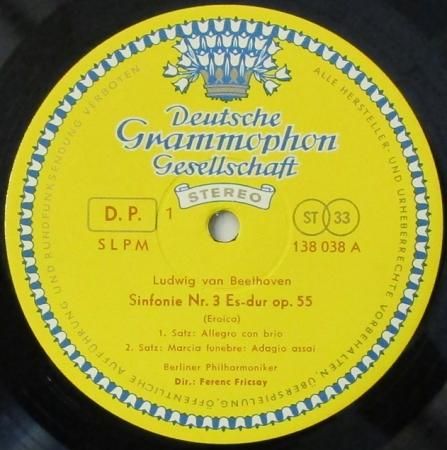 ALLE HERSTELLER- UND URHEBERRECHTE VORBEHALTEN, ÜBERSPIELUNG, ÖFFENTLICHE AUFFÜHRUNG UND RUNDFUNKSENDUNG VERBOTEN
Deutsche
Grammophon
Gesellschaft
STEREO
D. P. 1 ST 33
SLPM 138 038 A
Ludwig van Beethoven
Sinfonie Nr. 3 Es-dur op. 55
(Eroica)
1. Satz: Allegro con brio
2. Satz: Marcia funebre: Adagio assai
Berliner Philharmoniker
Dir.: Ferenc Fricsay